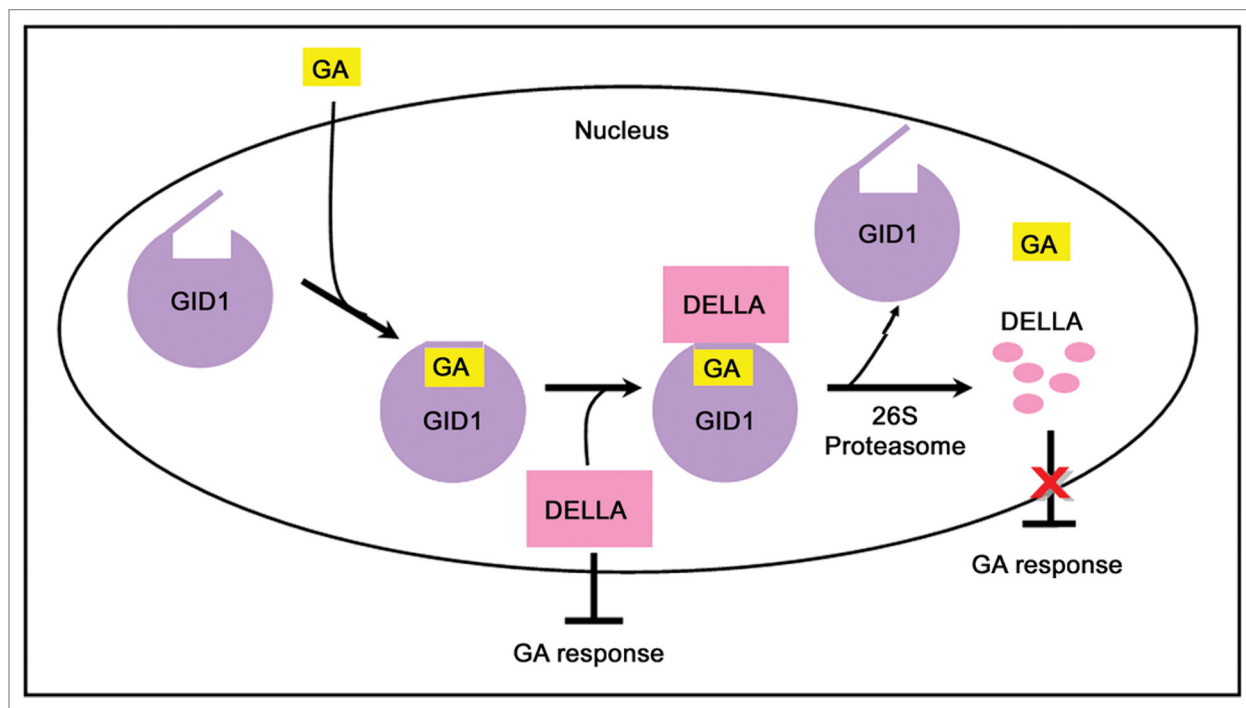 GA
Nucleus
GID1
GID1
GA
DELLA
GA
GID1
DELLA
GA
GID1
DELLA
26S
Proteasome
GA response
GA response